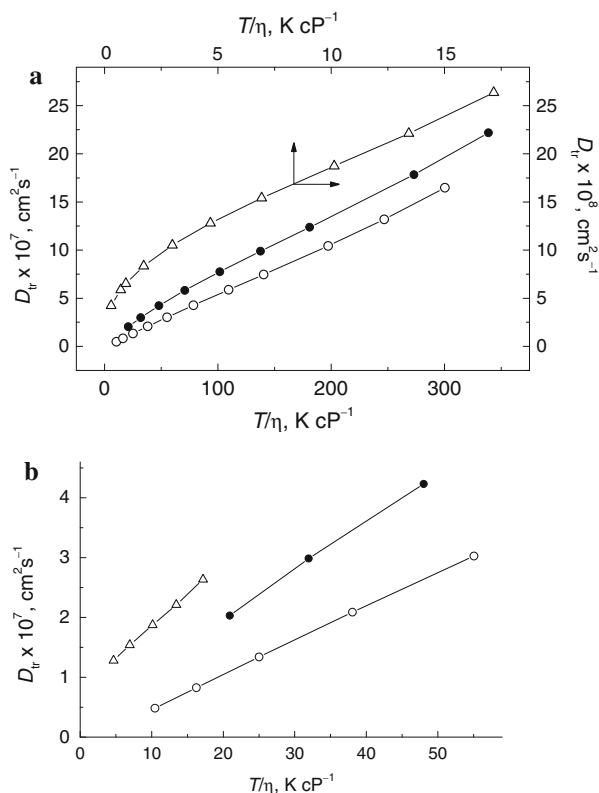 T/η, K cP⁻¹
0 5 10 15
a
25
20
15
10
5
0
D_tr x 10⁷, cm²s⁻¹
25
20
15
10
5
0
D_tr x 10⁸, cm²s⁻¹
0 100 200 300
T/η, K cP⁻¹
b
4
3
2
1
0
D_tr x 10⁷, cm²s⁻¹
0 10 20 30 40 50
T/η, K cP⁻¹